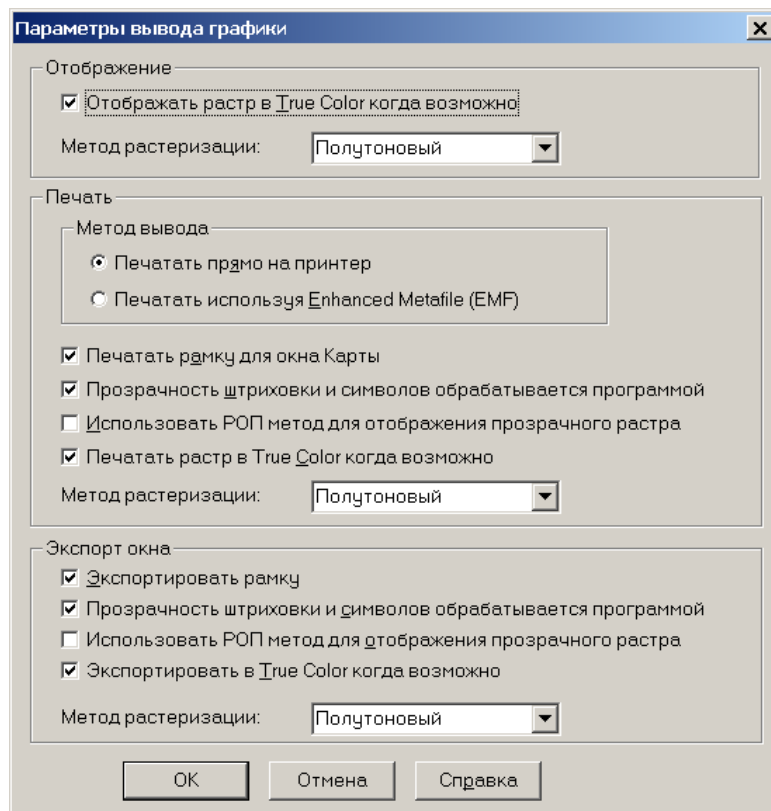 Параметры вывода графики
Отображение
Отображать растр в True Color когда возможно
Метод растеризации: Полутоновый
Печать
Метод вывода
Печатать прямо на принтер
Печатать используя Enhanced Metafile (EMF)
Печатать рамку для окна Карты
Прозрачность штриховки и символов обрабатывается программой
Использовать РОП метод для отображения прозрачного растра
Печатать растр в True Color когда возможно
Метод растеризации: Полутоновый
Экспорт окна
Экспортировать рамку
Прозрачность штриховки и символов обрабатывается программой
Использовать РОП метод для отображения прозрачного растра
Экспортировать в True Color когда возможно
Метод растеризации: Полутоновый
OK Отмена Справка